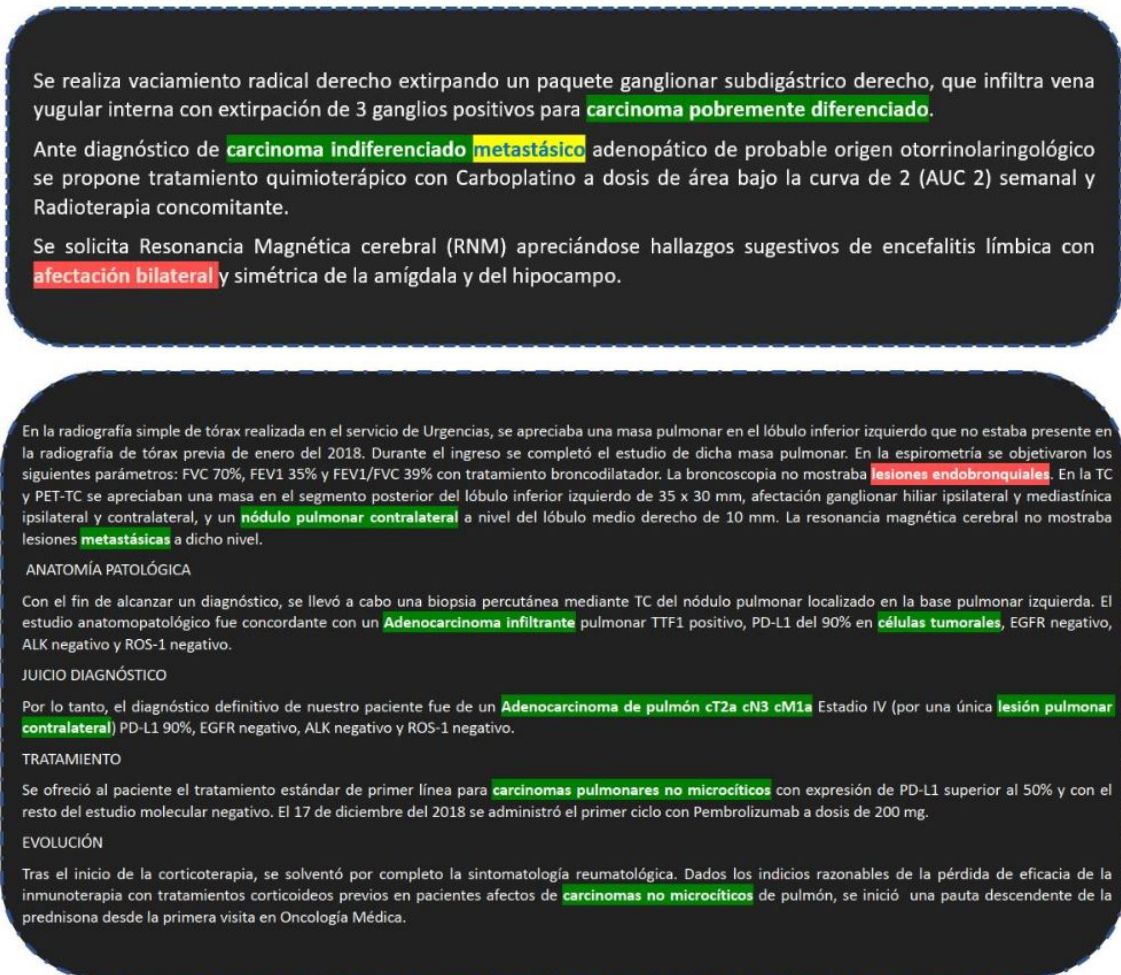 Se realiza vaciamiento radical derecho extirpando un paquete ganglionar subdigástrico derecho, que infiltra vena
yugular interna con extirpación de 3 ganglios positivos para carcinoma pobremente diferenciado.
Ante diagnóstico de carcinoma indiferenciado metastásico adenopático de probable origen otorrinolaringológico
se propone tratamiento quimioterápico con Carboplatino a dosis de área bajo la curva de 2 (AUC 2) semanal y
Radioterapia concomitante.
Se solicita Resonancia Magnética cerebral (RNM) apreciándose hallazgos sugestivos de encefalitis límbica con
afectación bilateral y simétrica de la amígdala y del hipocampo.
En la radiografía simple de tórax realizada en el servicio de Urgencias, se apreciaba una masa pulmonar en el lóbulo inferior izquierdo que no estaba presente en
la radiografía de tórax previa de enero del 2018. Durante el ingreso se completó el estudio de dicha masa pulmonar. En la espirometría se objetivaron los
siguientes parámetros: FVC 70%, FEV1 35% y FEV1/FVC 39% con tratamiento broncodilatador. La broncoscopia no mostraba lesiones endobronquiales. En la TC
y PET-TC se apreciaban una masa en el segmento posterior del lóbulo inferior izquierdo de 35 x 30 mm, afectación ganglionar hiliar ipsilateral y mediastínica
ipsilateral y contralateral, y un nódulo pulmonar contralateral a nivel del lóbulo medio derecho de 10 mm. La resonancia magnética cerebral no mostraba
lesiones metastásicas a dicho nivel.
ANATOMÍA PATOLÓGICA
Con el fin de alcanzar un diagnóstico, se llevó a cabo una biopsia percutánea mediante TC del nódulo pulmonar localizado en la base pulmonar izquierda. El
estudio anatomopatológico fue concordante con un Adenocarcinoma infiltrante pulmonar TTF1 positivo, PD-L1 del 90% en células tumorales, EGFR negativo,
ALK negativo y ROS-1 negativo.
JUICIO DIAGNÓSTICO
Por lo tanto, el diagnóstico definitivo de nuestro paciente fue de un Adenocarcinoma de pulmón cT2a cN3 cM1a Estadio IV (por una única lesión pulmonar
contralateral) PD-L1 90%, EGFR negativo, ALK negativo y ROS-1 negativo.
TRATAMIENTO
Se ofreció al paciente el tratamiento estándar de primer línea para carcinomas pulmonares no microcíticos con expresión de PD-L1 superior al 50% y con el
resto del estudio molecular negativo. El 17 de diciembre del 2018 se administró el primer ciclo con Pembrolizumab a dosis de 200 mg.
EVOLUCIÓN
Tras el inicio de la corticoterapia, se solventó por completo la sintomatología reumatológica. Dados los indicios razonables de la pérdida de eficacia de la
inmunoterapia con tratamientos corticoideos previos en pacientes afectos de carcinomas no microcíticos de pulmón, se inició una pauta descendente de la
prednisona desde la primera visita en Oncología Médica.